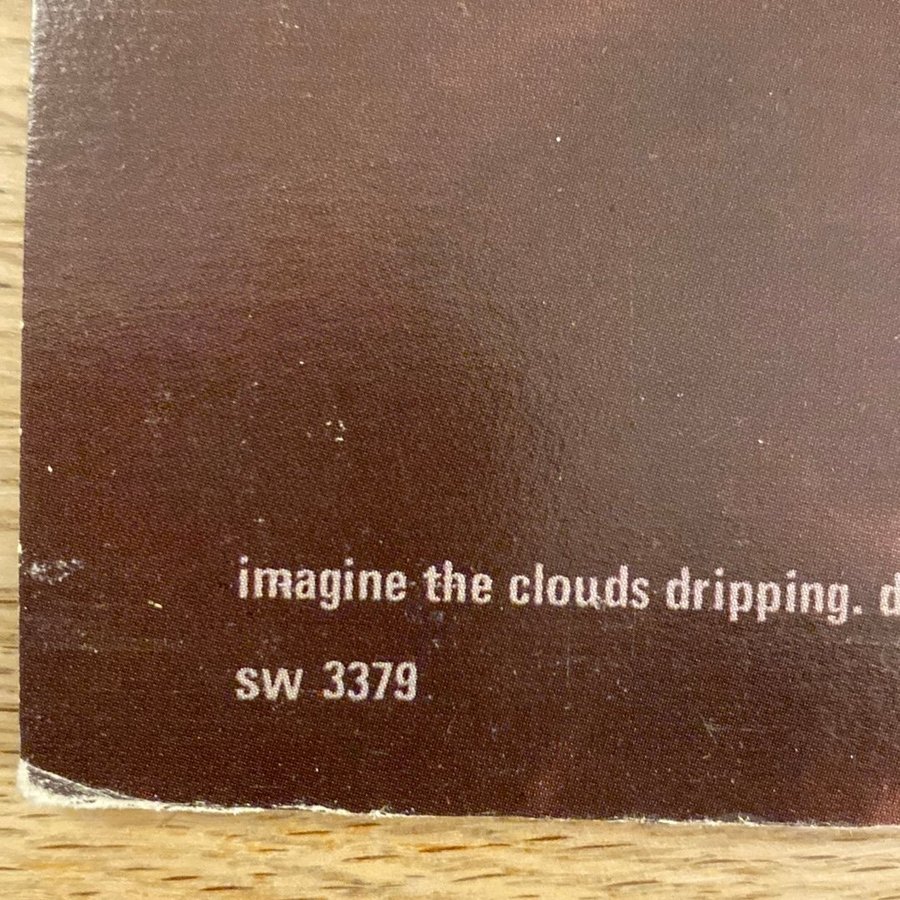 imagine the clouds dripping. d
sw 3379